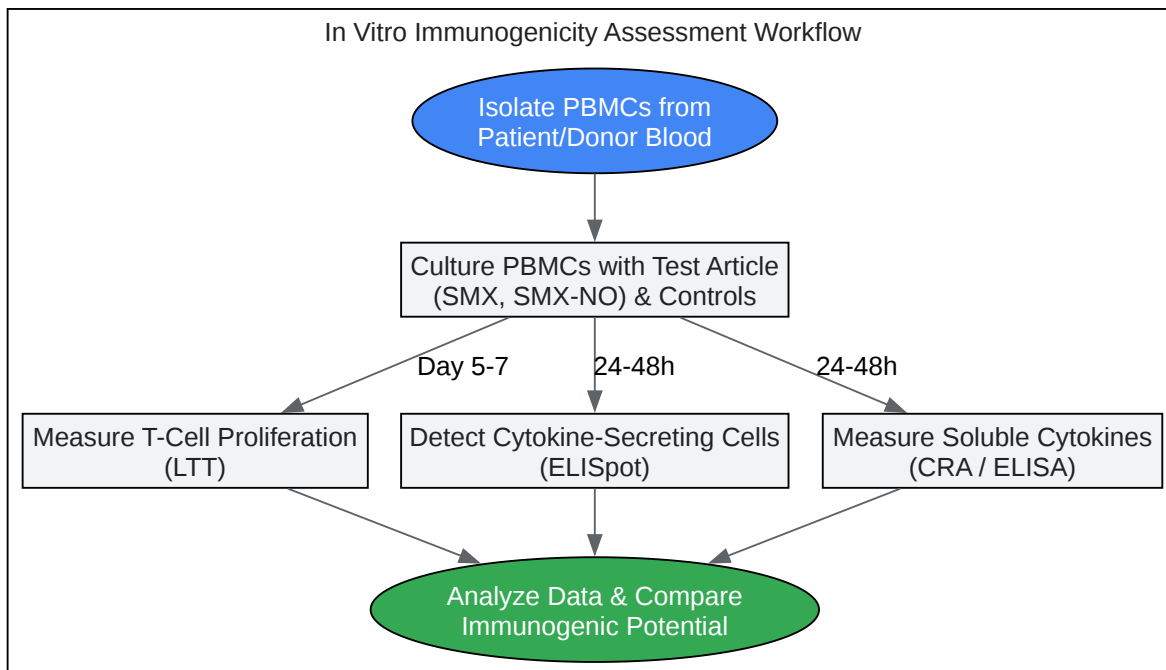 In Vitro Immunogenicity Assessment Workflow
Isolate PBMCs from
Patient/Donor Blood
Culture PBMCs with Test Article
(SMX, SMX-NO) & Controls
Day 5-7
24-48h
24-48h
Measure T-Cell Proliferation
(LTT)
Detect Cytokine-Secreting Cells
(ELISpot)
Measure Soluble Cytokines
(CRA / ELISA)
Analyze Data & Compare
Immunogenic Potential